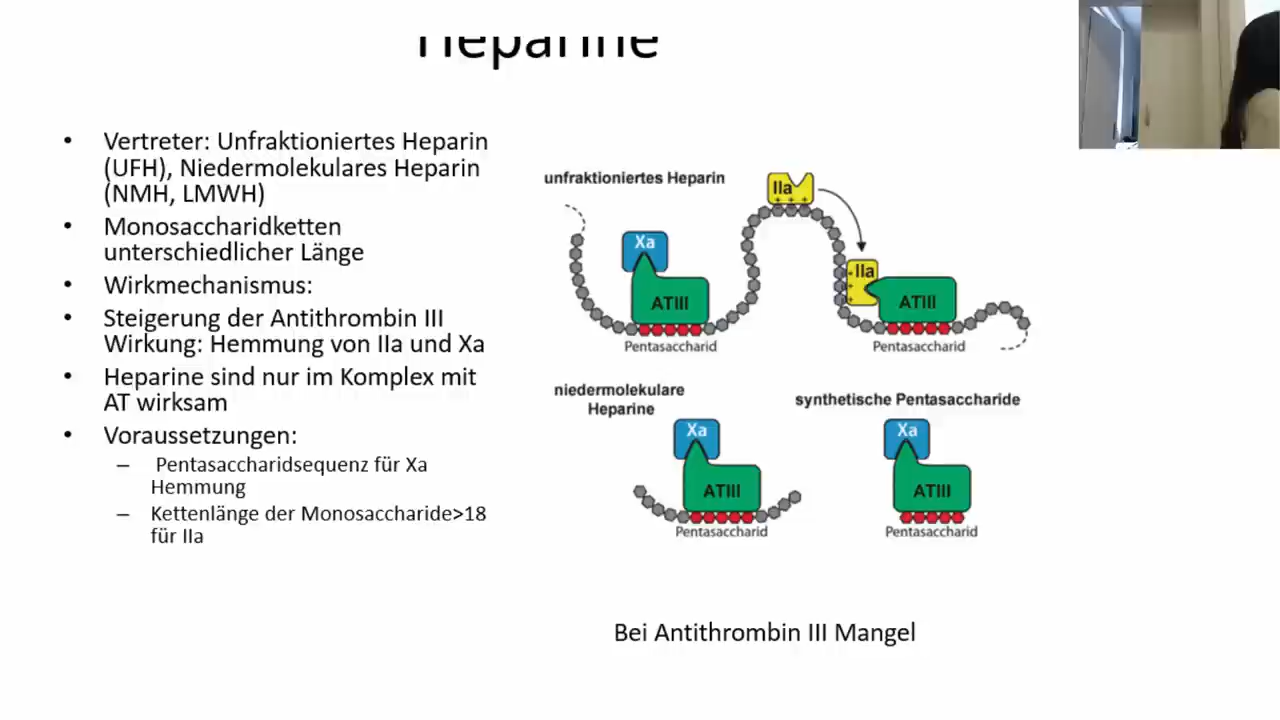 Heparine
Vertreter: Unfraktioniertes Heparin
(UFH), Niedermolekulares Heparin
(NMH, LMWH)
Monosaccharidketten
unterschiedlicher Länge
Wirkmechanismus:
Steigerung der Antithrombin III
Wirkung: Hemmung von IIa und Xa
Heparine sind nur im Komplex mit
AT wirksam
Voraussetzungen:
– Pentasaccharidsequenz für Xa
Hemmung
– Kettenlänge der Monosaccharide>18
für IIa
unfraktioniertes Heparin
IIa
+ + +
Xa
ATIII
Pentasaccharid
IIa
+
+
+
ATIII
Pentasaccharid
niedermolekulare
Heparine
Xa
ATIII
Pentasaccharid
synthetische Pentasaccharide
Xa
ATIII
Pentasaccharid
Bei Antithrombin III Mangel